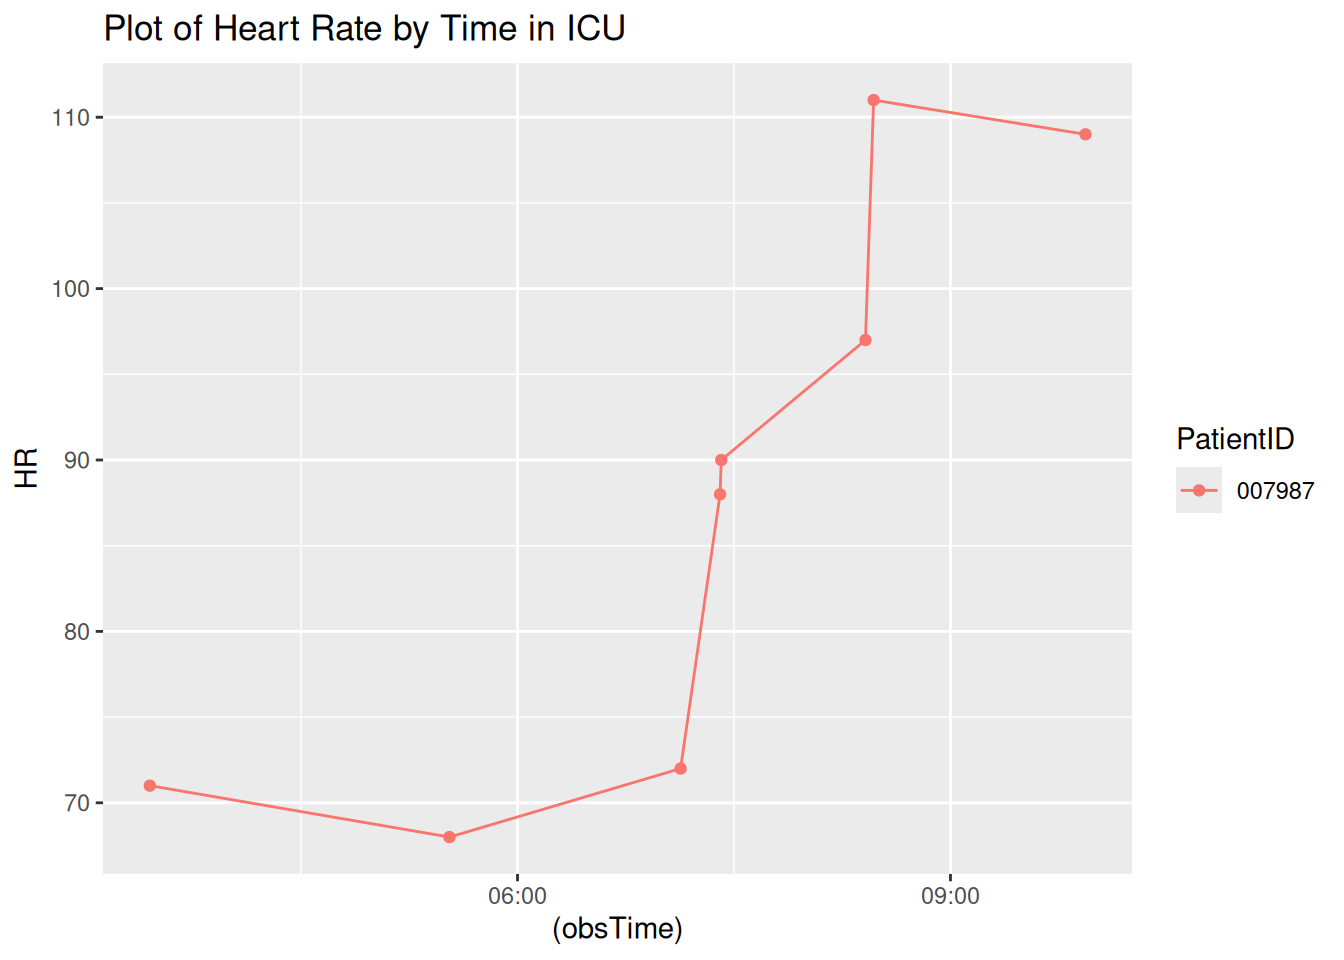 Plot of Heart Rate by Time in ICU
110
100
90
80
70
HR
06:00
09:00
(obsTime)
PatientID
007987